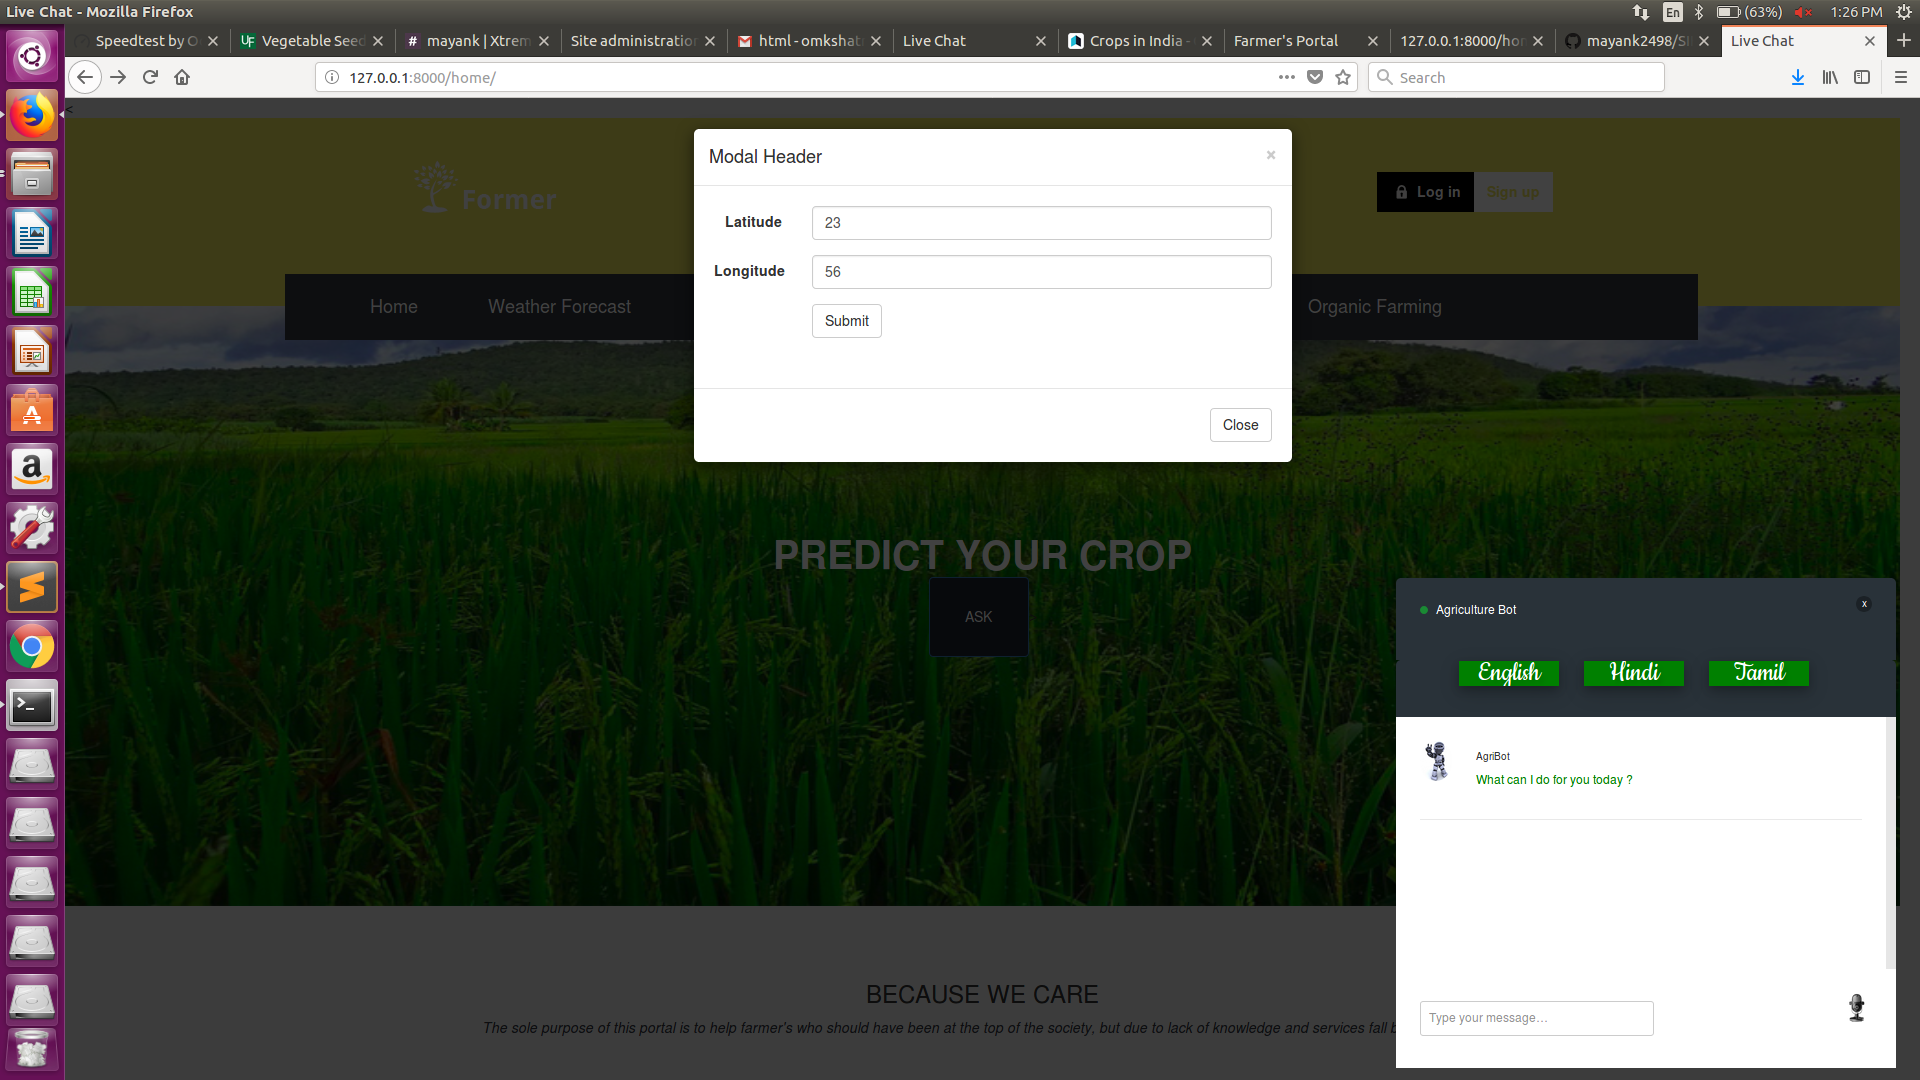 Live Chat - Mozilla Firefox
En
(63%)
1:26 PM
Speedtest by O
Vegetable Seed
mayank | Xtrem
Site administratio
html - omkshat
Live Chat
Crops in India -
Farmer's Portal
127.0.0.1:8000/hor
mayank2498/SI
Live Chat
127.0.0.1:8000/home/
Search
<
Modal Header
×
Former
Log in
Sign up
Latitude
23
Longitude
56
Home
Weather Forecast
Organic Farming
Submit
Close
PREDICT YOUR CROP
ASK
Agriculture Bot
x
English
Hindi
Tamil
AgriBot
What can I do for you today ?
BECAUSE WE CARE
The sole purpose of this portal is to help farmer's who should have been at the top of the society, but due to lack of knowledge and services fall b
Type your message…